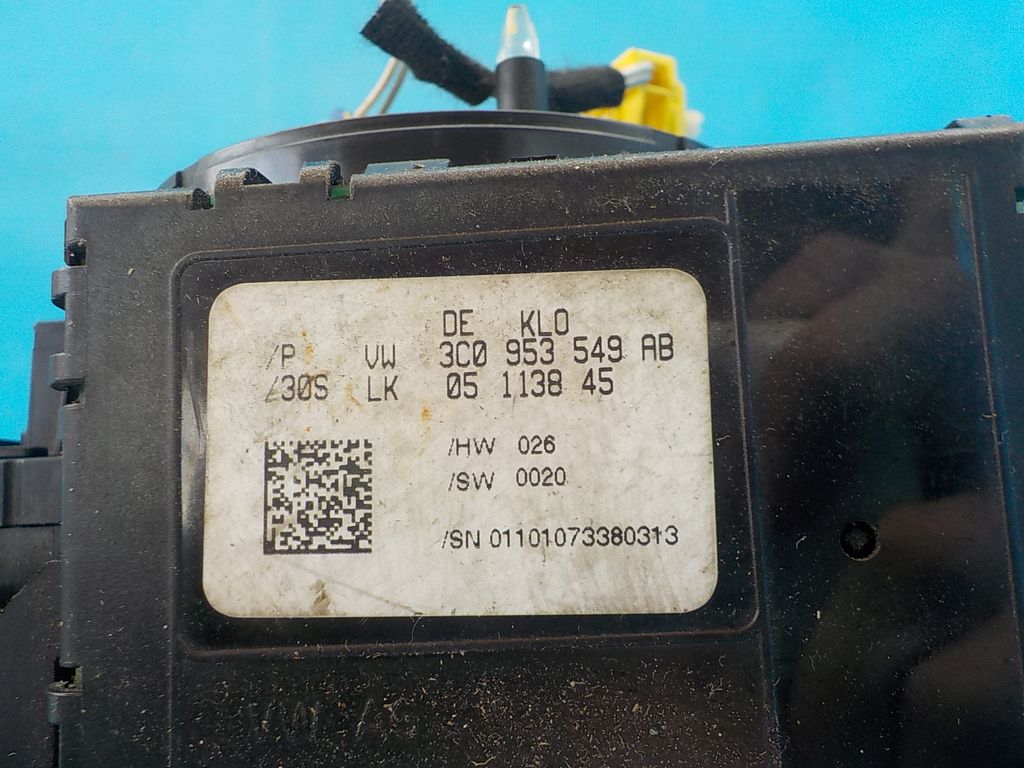 DE KLO
/P VW 3C0 953 549 AB
/30S LK 05 1138 45
/HW 026
/SW 0020
/SN 01101073380313